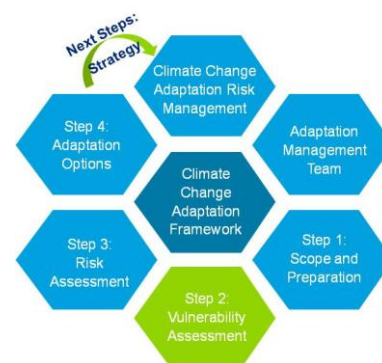 Next Steps:
Strategy
Climate Change
Adaptation Risk
Management
Step 4:
Adaptation
Options
Adaptation
Management
Team
Climate
Change
Adaptation
Framework
Step 3:
Risk
Assessment
Step 1:
Scope and
Preparation
Step 2:
Vulnerability
Assessment